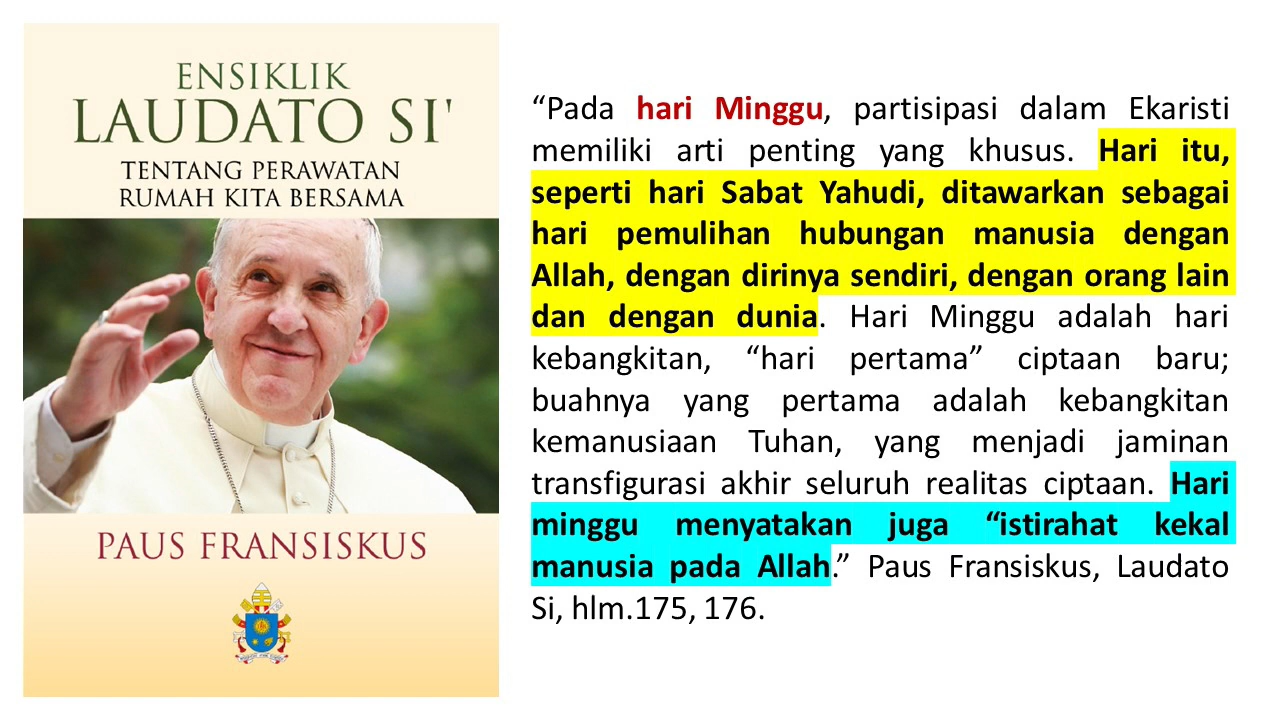 ENSIKLIK
LAUDATO SI'
TENTANG PERAWATAN
RUMAH KITA BERSAMA
PAUS FRANSISKUS
“Pada hari Minggu, partisipasi dalam Ekaristi
memiliki arti penting yang khusus. Hari itu,
seperti hari Sabat Yahudi, ditawarkan sebagai
hari pemulihan hubungan manusia dengan
Allah, dengan dirinya sendiri, dengan orang lain
dan dengan dunia. Hari Minggu adalah hari
kebangkitan, “hari pertama” ciptaan baru;
buahnya yang pertama adalah kebangkitan
kemanusiaan Tuhan, yang menjadi jaminan
transfigurasi akhir seluruh realitas ciptaan. Hari
minggu menyatakan juga “istirahat kekal
manusia pada Allah.” Paus Fransiskus, Laudato
Si, hlm.175, 176.